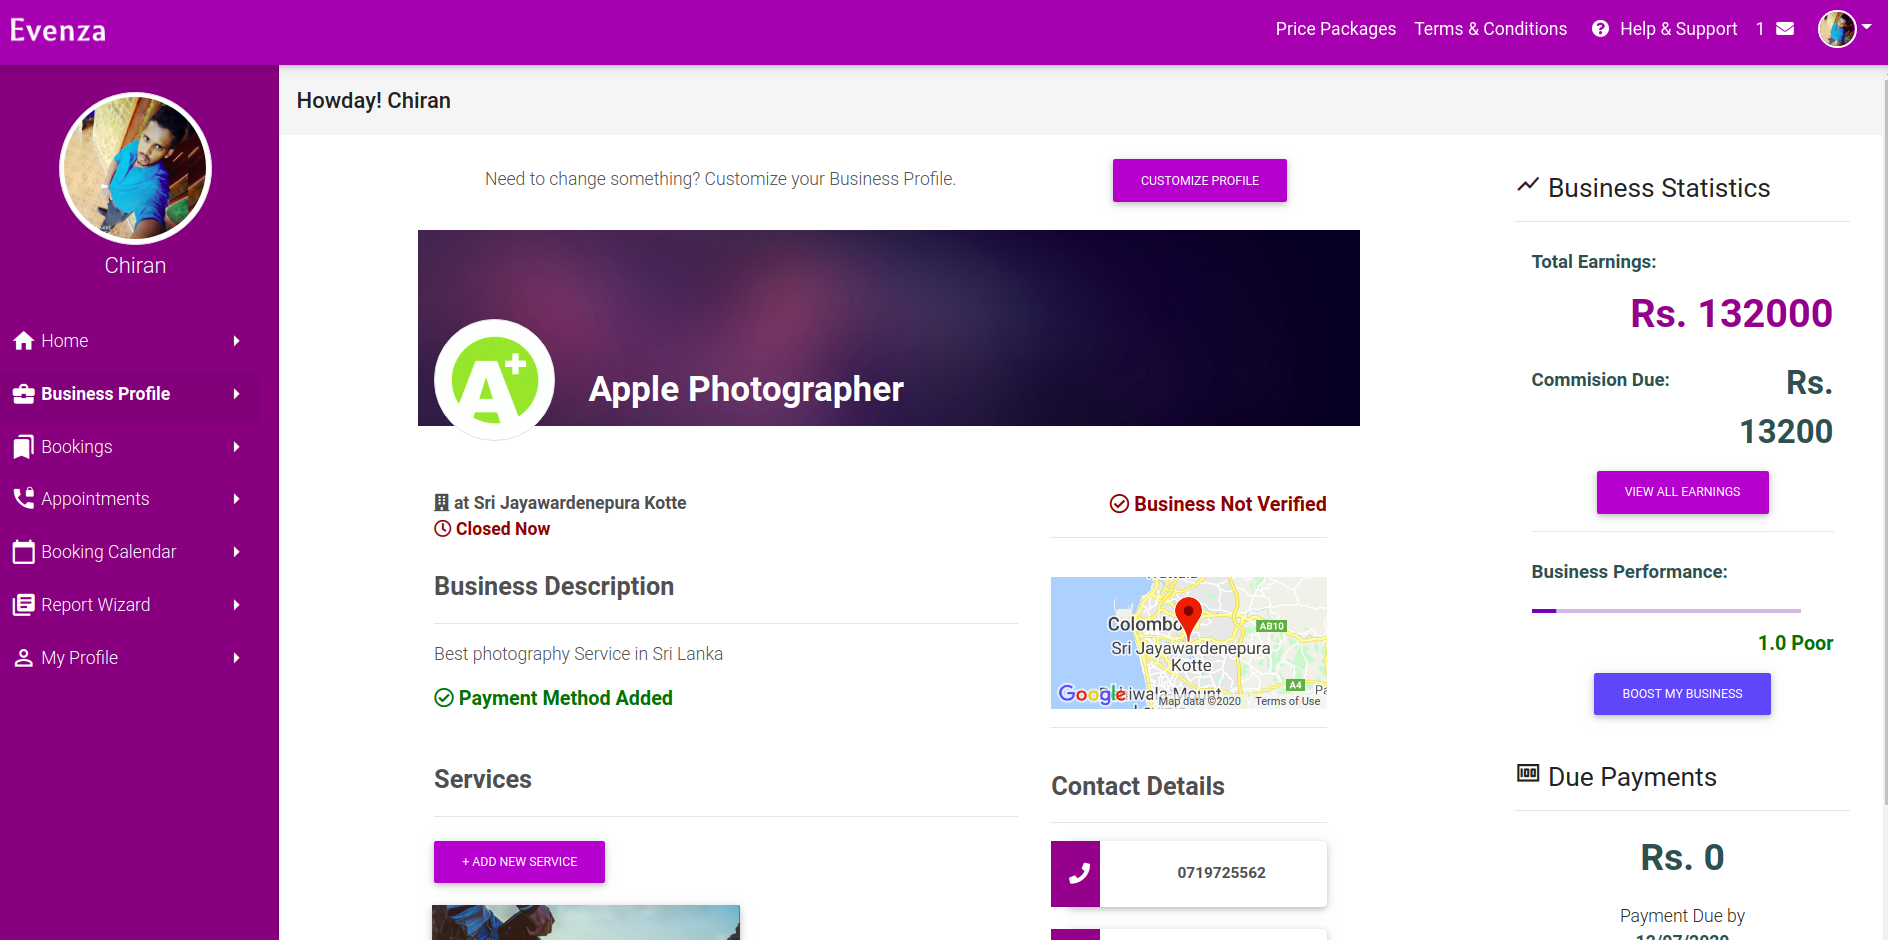 Evenza
Price Packages
Terms & Conditions
Help & Support
1
Chiran
Home
Business Profile
Bookings
Appointments
Booking Calendar
Report Wizard
My Profile
Howday! Chiran
Need to change something? Customize your Business Profile.
CUSTOMIZE PROFILE
A+
Apple Photographer
at Sri Jayawardenepura Kotte
Closed Now
Business Description
Best photography Service in Sri Lanka
Payment Method Added
Services
+ ADD NEW SERVICE
Business Not Verified
Colombo
AB10
Sri Jayawardenepura
Kotte
A4
Google
Map data ©2020
Terms of Use
Contact Details
0719725562
Business Statistics
Total Earnings:
Rs. 132000
Commision Due:
Rs.
13200
VIEW ALL EARNINGS
Business Performance:
1.0 Poor
BOOST MY BUSINESS
Due Payments
Rs. 0
Payment Due by